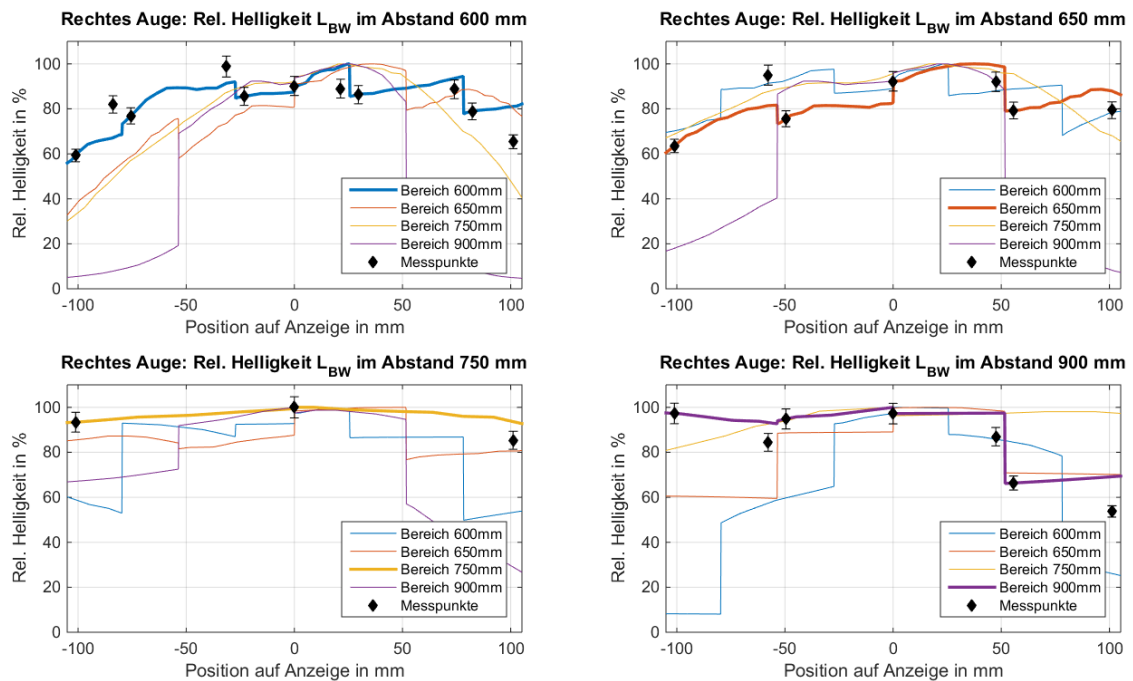 Rechtes Auge: Rel. Helligkeit L_BW im Abstand 600 mm
Rel. Helligkeit in %
100
80
60
40
20
0
-100 -50 0 50 100
Position auf Anzeige in mm
Bereich 600mm
Bereich 650mm
Bereich 750mm
Bereich 900mm
Messpunkte
Rechtes Auge: Rel. Helligkeit L_BW im Abstand 650 mm
Rel. Helligkeit in %
100
80
60
40
20
0
-100 -50 0 50 100
Position auf Anzeige in mm
Bereich 600mm
Bereich 650mm
Bereich 750mm
Bereich 900mm
Messpunkte
Rechtes Auge: Rel. Helligkeit L_BW im Abstand 750 mm
Rel. Helligkeit in %
100
80
60
40
20
0
-100 -50 0 50 100
Position auf Anzeige in mm
Bereich 600mm
Bereich 650mm
Bereich 750mm
Bereich 900mm
Messpunkte
Rechtes Auge: Rel. Helligkeit L_BW im Abstand 900 mm
Rel. Helligkeit in %
100
80
60
40
20
0
-100 -50 0 50 100
Position auf Anzeige in mm
Bereich 600mm
Bereich 650mm
Bereich 750mm
Bereich 900mm
Messpunkte